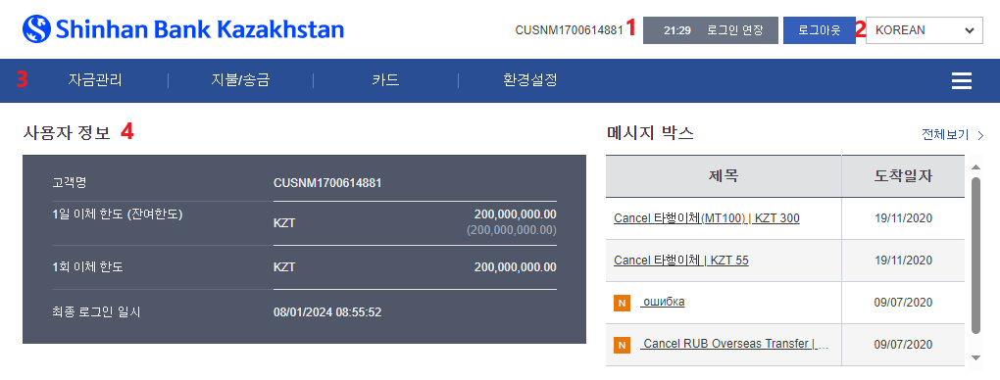 Shinhan Bank Kazakhstan
CUSNM1700614881 1 21:29 로그인 연장 로그아웃 2 KOREAN
3 자금관리 지불/송금 카드 환경설정
사용자 정보 4
고객명 CUSNM1700614881
1일 이체 한도 (잔여한도) KZT 200,000,000.00
(200,000,000.00)
1회 이체 한도 KZT 200,000,000.00
최종 로그인 일시 08/01/2024 08:55:52
메시지 박스 전체보기
제목 도착일자
Cancel 타행이체(MT100) | KZT 300 19/11/2020
Cancel 타행이체 | KZT 55 19/11/2020
N ошибка 09/07/2020
N Cancel RUB Overseas Transfer | ... 09/07/2020